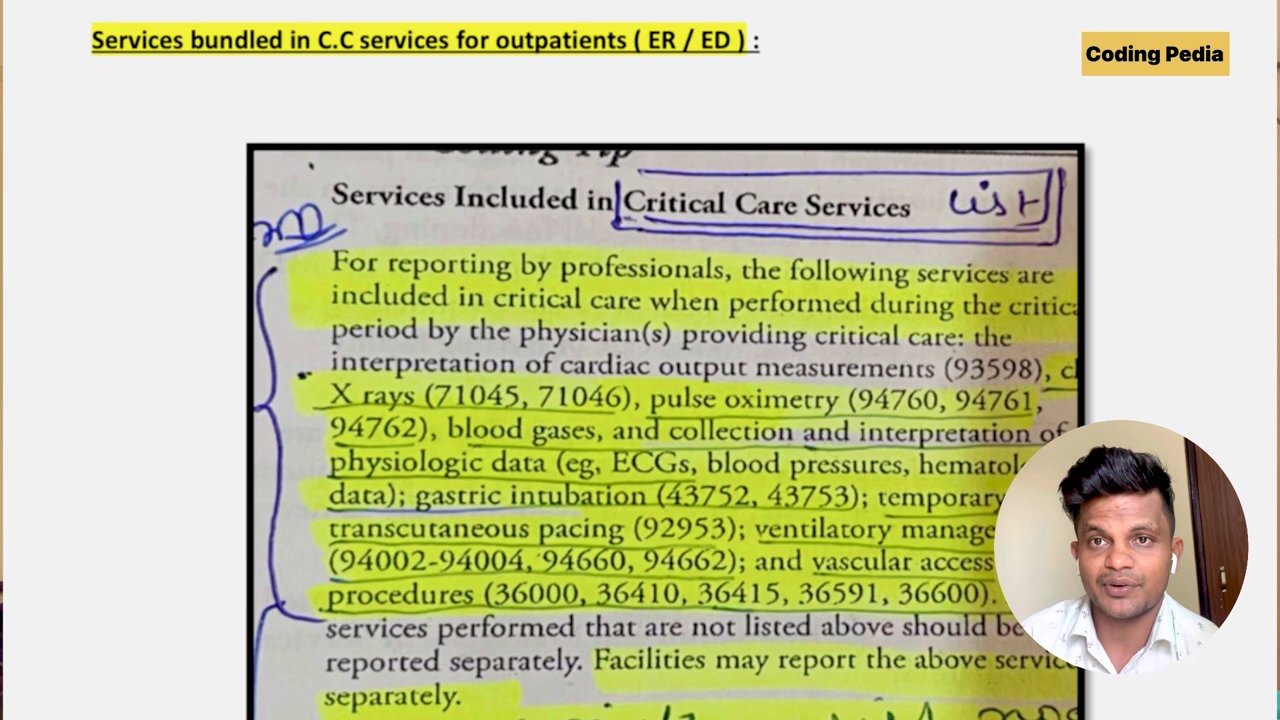 Services bundled in C.C services for outpatients ( ER / ED ) :
Coding Pedia
Coding Tip
Services Included in Critical Care Services List
For reporting by professionals, the following services are
included in critical care when performed during the critica
period by the physician(s) providing critical care: the
interpretation of cardiac output measurements (93598),
X rays (71045, 71046), pulse oximetry (94760, 94761,
94762), blood gases, and collection and interpretation of
physiologic data (eg, ECGs, blood pressures, hematol
data); gastric intubation (43752, 43753); temporary
transcutaneous pacing (92953); ventilatory manage
(94002-94004, 94660, 94662); and vascular access
procedures (36000, 36410, 36415, 36591, 36600).
services performed that are not listed above should be
reported separately. Facilities may report the above servic
separately.